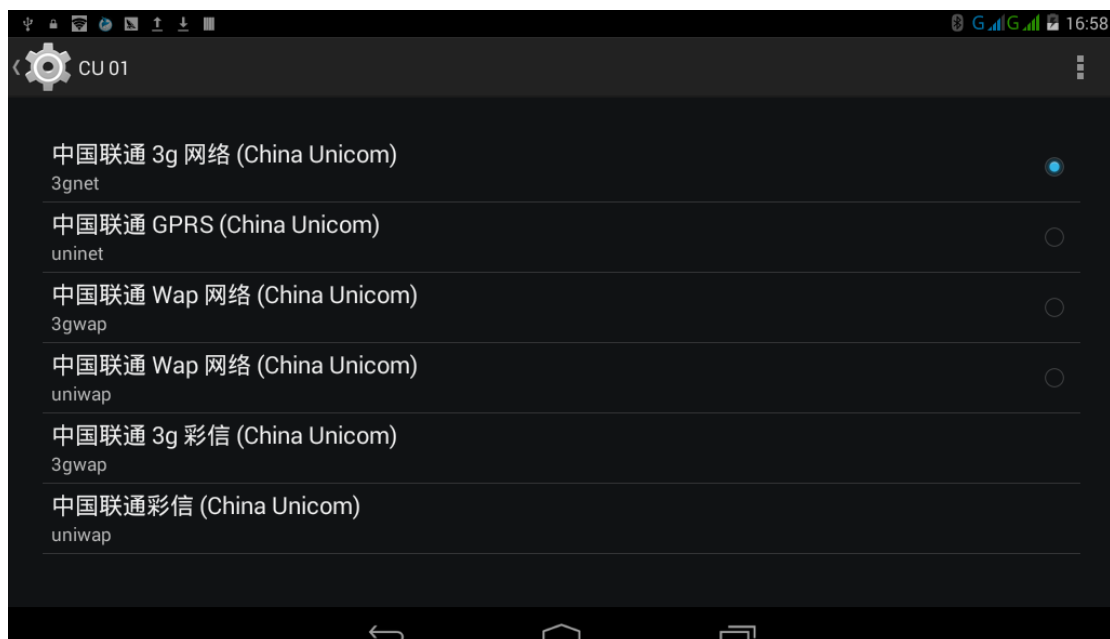 G G 16:58
CU 01
中国联通 3g 网络 (China Unicom)
3gnet
中国联通 GPRS (China Unicom)
uninet
中国联通 Wap 网络 (China Unicom)
3gwap
中国联通 Wap 网络 (China Unicom)
uniwap
中国联通 3g 彩信 (China Unicom)
3gwap
中国联通彩信 (China Unicom)
uniwap